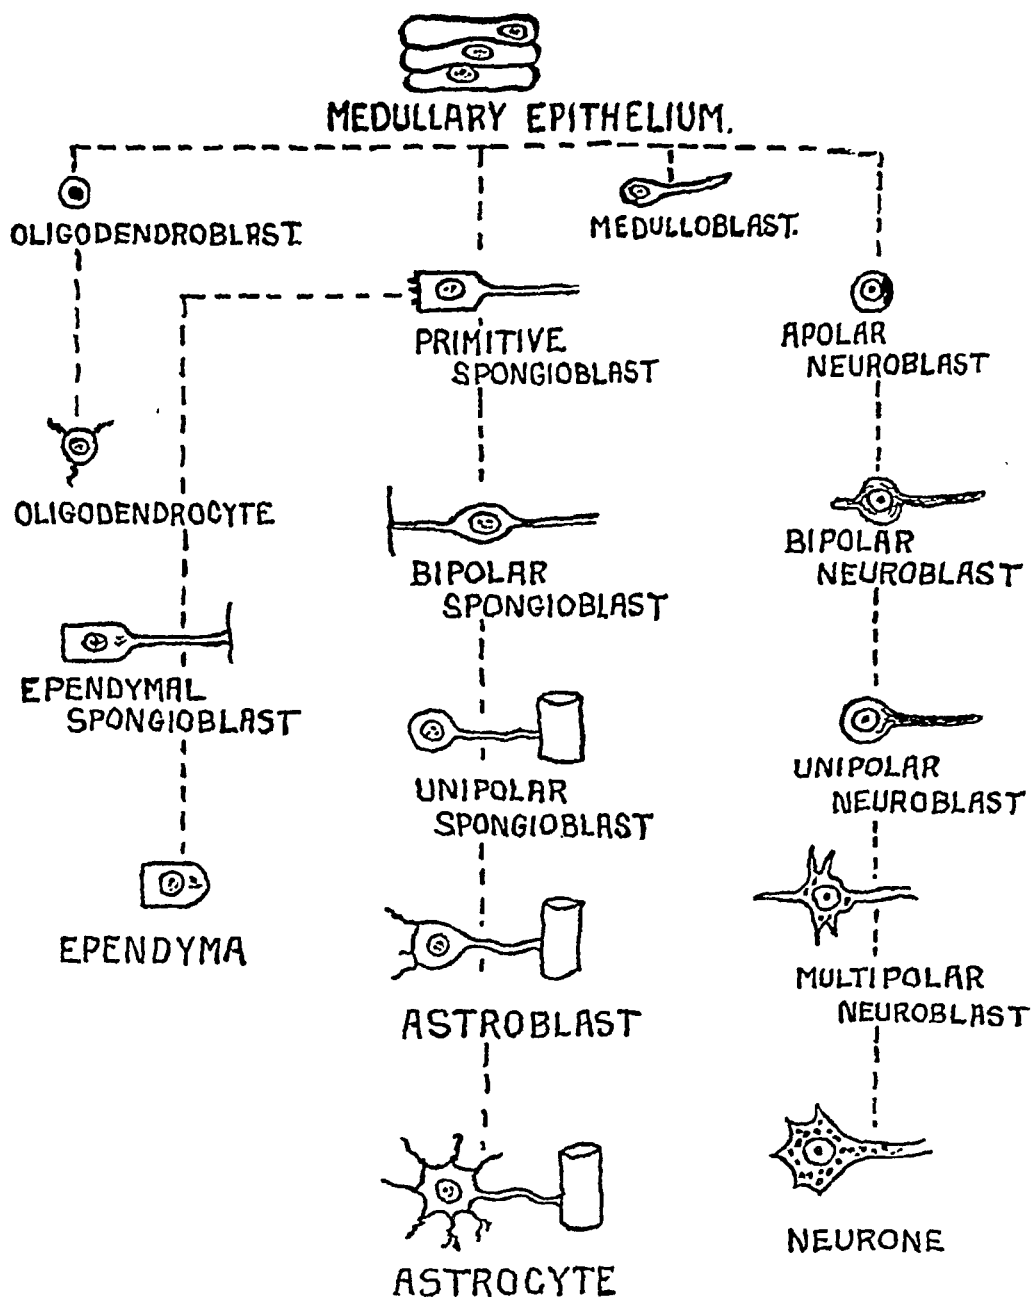 MEDULLARY EPITHELIUM.
OLIGODENDROBLAST.
MEDULLOBLAST.
PRIMITIVE
SPONGIOBLAST
APOLAR
NEUROBLAST
OLIGODENDROCYTE
BIPOLAR
SPONGIOBLAST
BIPOLAR
NEUROBLAST
EPENDYMAL
SPONGIOBLAST
UNIPOLAR
SPONGIOBLAST
UNIPOLAR
NEUROBLAST
EPENDYMA
ASTROBLAST
MULTIPOLAR
NEUROBLAST
ASTROCYTE
NEURONE